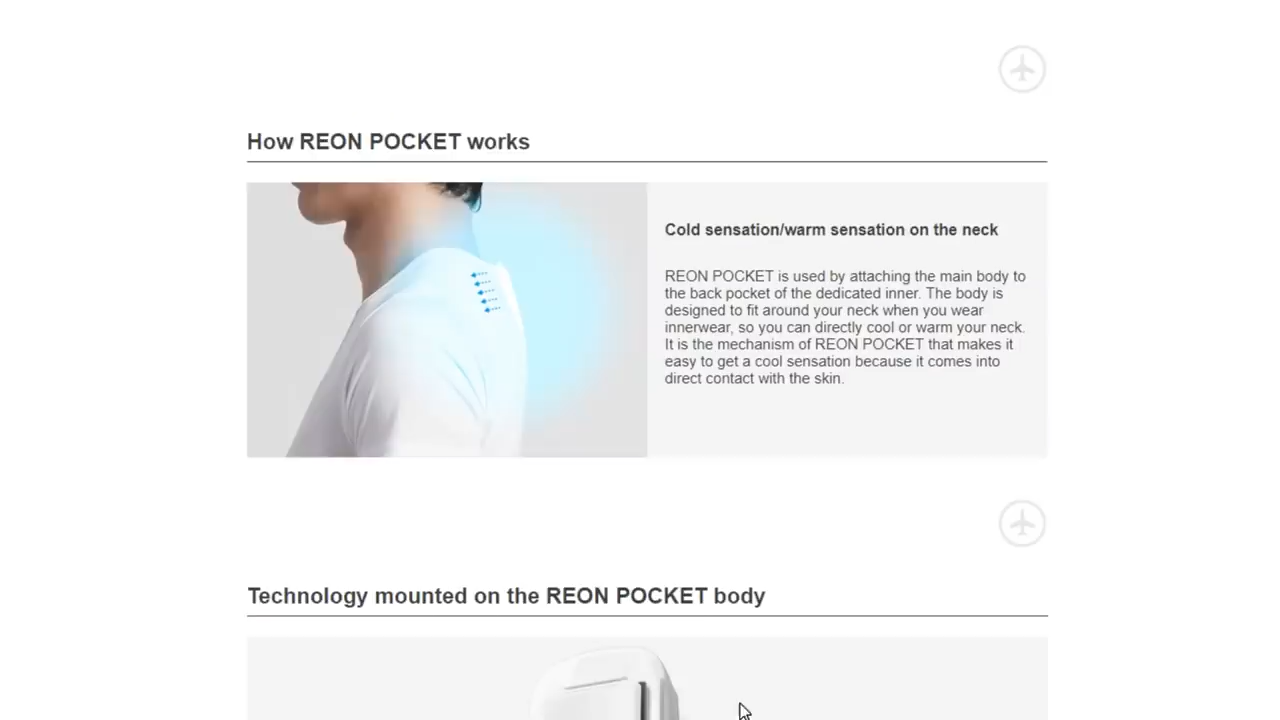 How REON POCKET works
Cold sensation/warm sensation on the neck
REON POCKET is used by attaching the main body to
the back pocket of the dedicated inner. The body is
designed to fit around your neck when you wear
innerwear, so you can directly cool or warm your neck.
It is the mechanism of REON POCKET that makes it
easy to get a cool sensation because it comes into
direct contact with the skin.
Technology mounted on the REON POCKET body